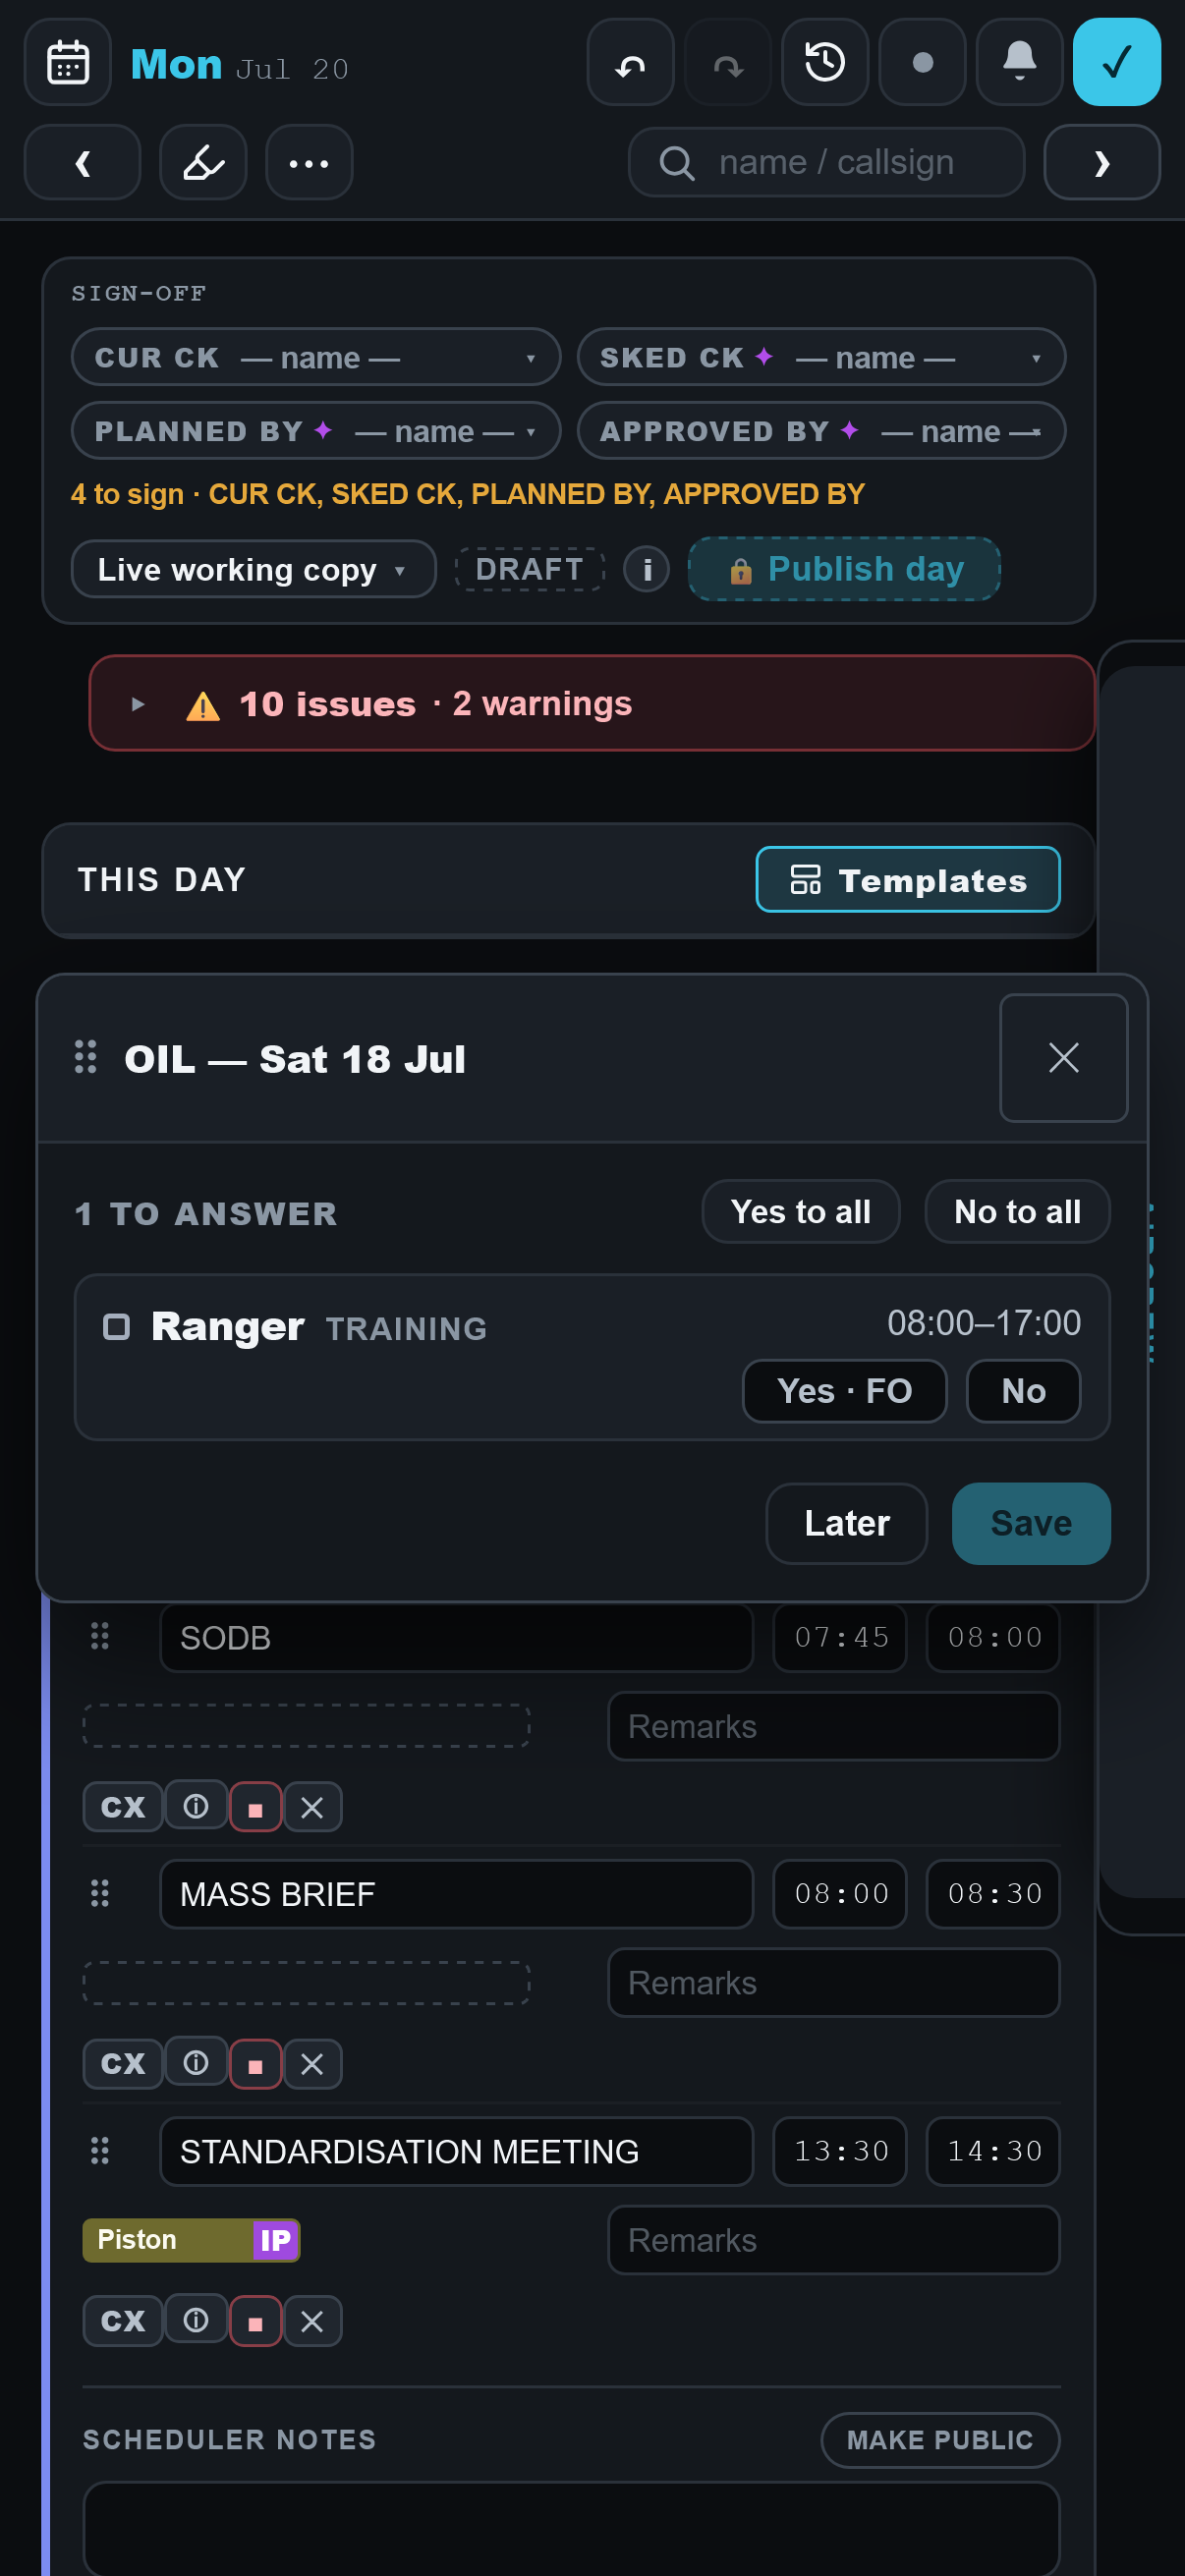 Mon Jul 20
name / callsign
SIGN-OFF
CUR CK — name —
SKED CK — name —
PLANNED BY — name —
APPROVED BY — name —
4 to sign · CUR CK, SKED CK, PLANNED BY, APPROVED BY
Live working copy
DRAFT
i
Publish day
10 issues · 2 warnings
THIS DAY
Templates
OIL — Sat 18 Jul
1 TO ANSWER
Yes to all
No to all
Ranger TRAINING
08:00–17:00
Yes · FO
No
Later
Save
SODB
07:45
08:00
Remarks
CX
MASS BRIEF
08:00
08:30
Remarks
CX
STANDARDISATION MEETING
13:30
14:30
Piston IP
Remarks
CX
SCHEDULER NOTES
MAKE PUBLIC